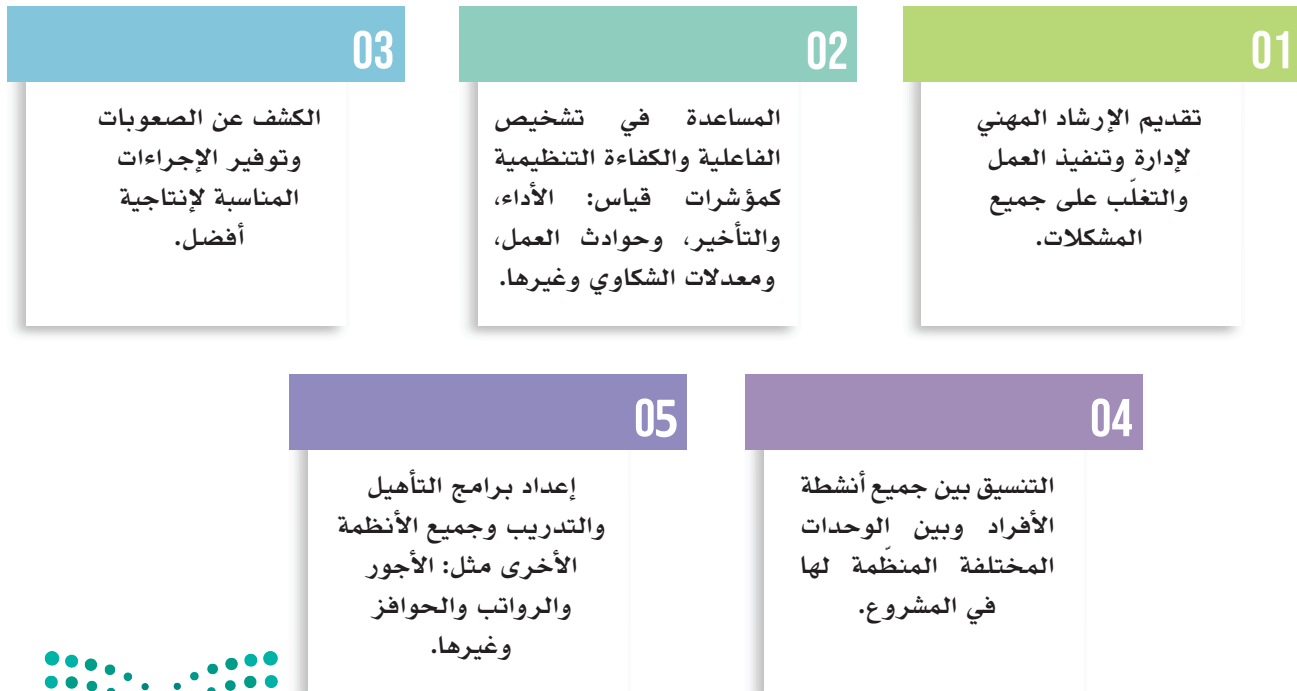 01
تقديم الإرشاد المهني
لإدارة وتنفيذ العمل
والتغلّب على جميع
المشكلات.
02
المساعدة في تشخيص
الفاعلية والكفاءة التنظيمية
كمؤشرات قياس: الأداء،
والتأخير، وحوادث العمل،
ومعدلات الشكاوي وغيرها.
03
الكشف عن الصعوبات
وتوفير الإجراءات
المناسبة لإنتاجية
أفضل.
04
التنسيق بين جميع أنشطة
الأفراد وبين الوحدات
المختلفة المنظّمة لها
في المشروع.
05
إعداد برامج التأهيل
والتدريب وجميع الأنظمة
الأخرى مثل: الأجور
والرواتب والحوافز
وغيرها.